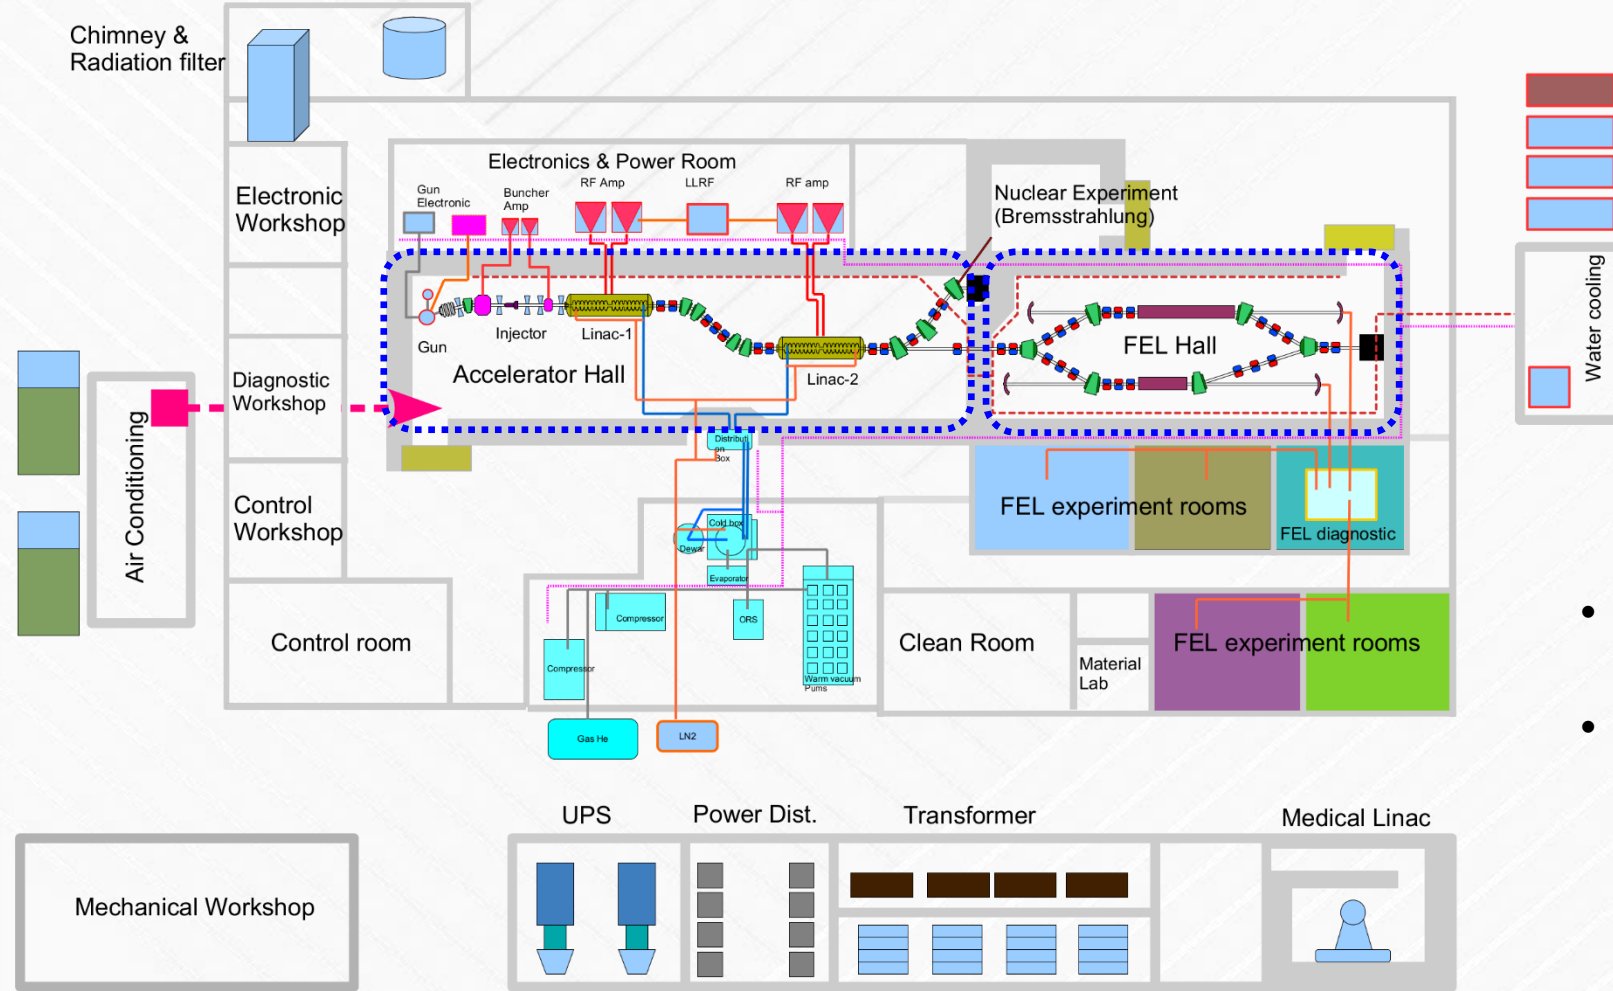 Chimney &
Radiation filter
Electronics & Power Room
Gun
Electronic
Buncher
Amp
RF Amp
LLRF
RF amp
Nuclear Experiment
(Bremsstrahlung)
Electronic
Workshop
Water cooling
Gun
Injector
Linac-1
Accelerator Hall
Linac-2
FEL Hall
Diagnostic
Workshop
Air Conditioning
Distributi
on
Box
Control
Workshop
Cold box
Dewar
Evaporator
FEL experiment rooms
FEL diagnostic
Compressor
ORS
Compressor
Warm vacuum
Pums
Control room
Clean Room
Material
Lab
FEL experiment rooms
Gas He
LN2
UPS
Power Dist.
Transformer
Medical Linac
Mechanical Workshop